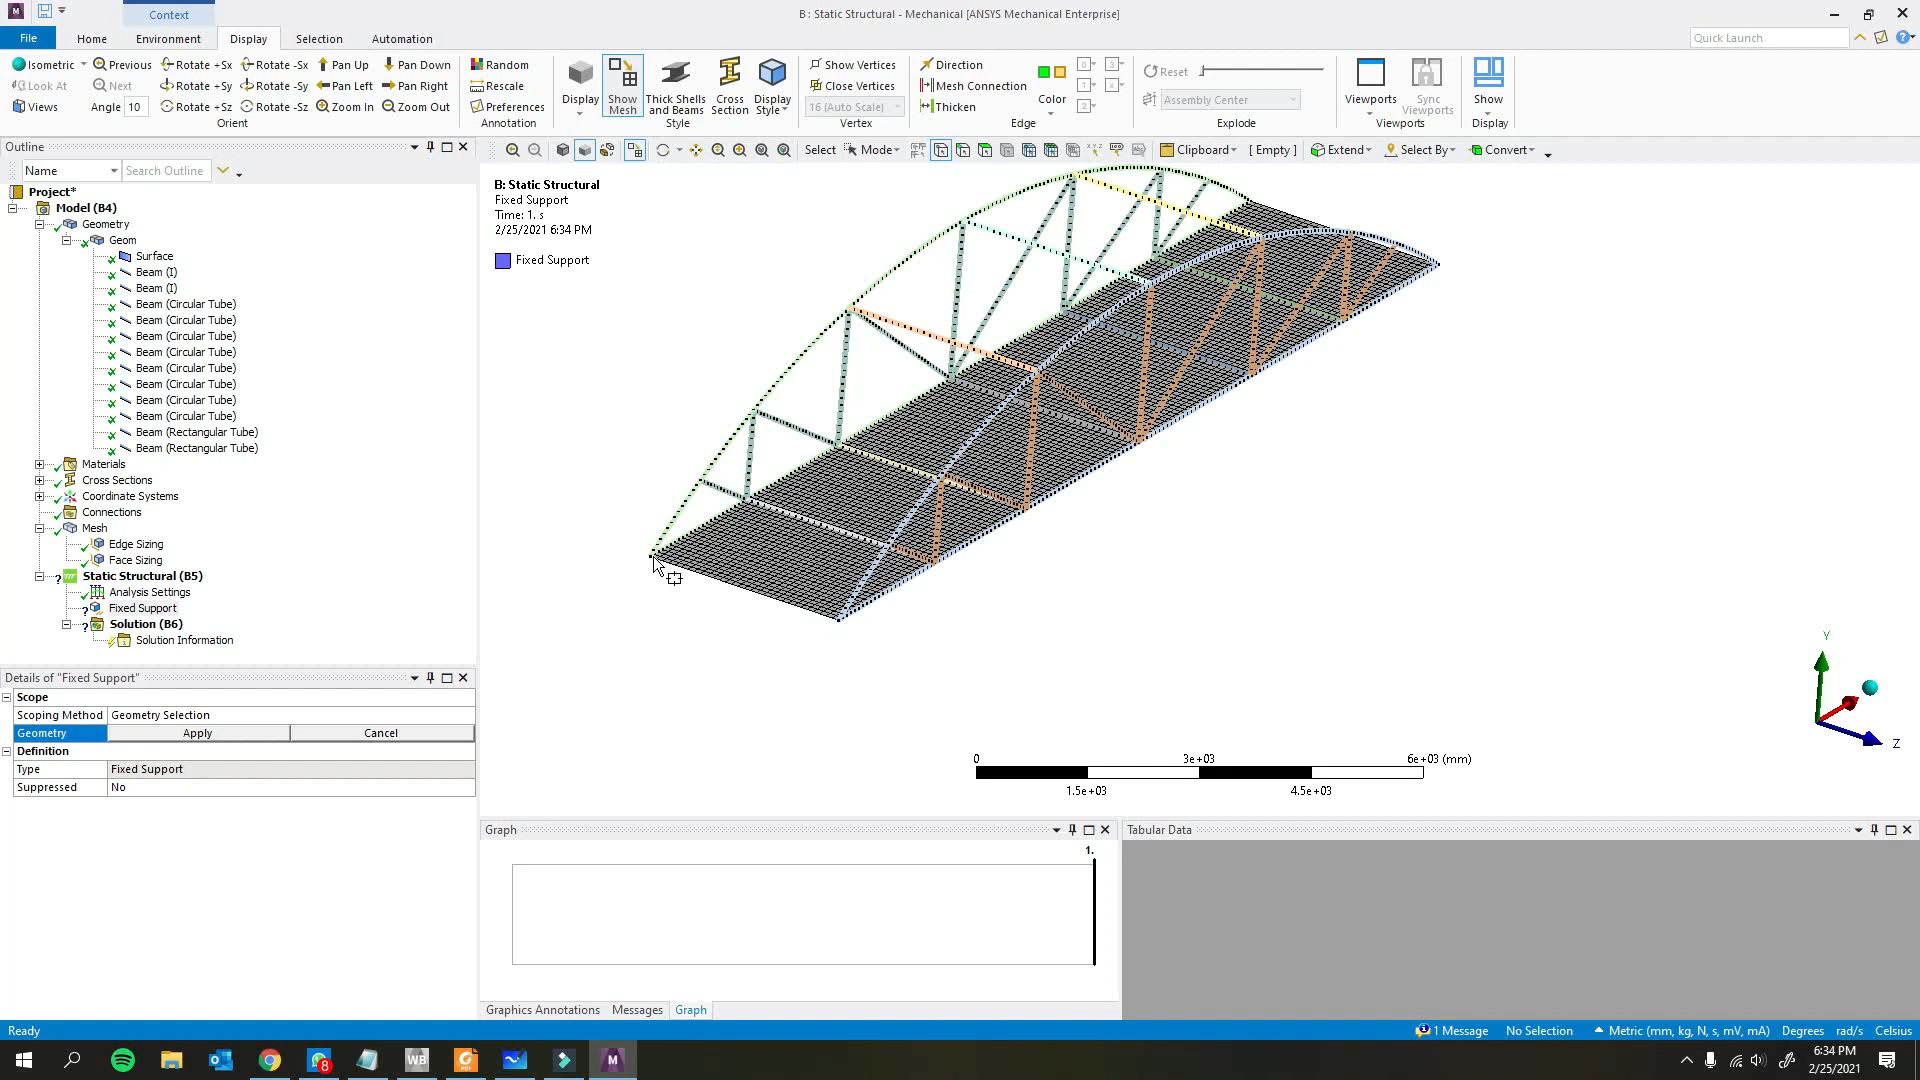 Context
B : Static Structural - Mechanical [ANSYS Mechanical Enterprise]
File
Home
Environment
Display
Selection
Automation
Quick Launch
Isometric
Previous
Rotate +Sx
Rotate -Sx
Pan Up
Pan Down
Look At
Next
Rotate +Sy
Rotate -Sy
Pan Left
Pan Right
Views
Angle 10
Rotate +Sz
Rotate -Sz
Zoom In
Zoom Out
Orient
Random
Rescale
Preferences
Annotation
Display
Show Mesh
Thick Shells and Beams
Cross Section
Display Style
Style
Show Vertices
Close Vertices
16 (Auto Scale)
Vertex
Direction
Mesh Connection
Thicken
Color
Edge
Reset
Assembly Center
Explode
Viewports
Sync Viewports
Viewports
Show
Display
Outline
Name
Search Outline
Select
Mode
Clipboard
[ Empty ]
Extend
Select By
Convert
Project*
Model (B4)
Geometry
Geom
Surface
Beam (I)
Beam (I)
Beam (Circular Tube)
Beam (Circular Tube)
Beam (Circular Tube)
Beam (Circular Tube)
Beam (Circular Tube)
Beam (Circular Tube)
Beam (Circular Tube)
Beam (Circular Tube)
Beam (Rectangular Tube)
Beam (Rectangular Tube)
Materials
Cross Sections
Coordinate Systems
Connections
Mesh
Edge Sizing
Face Sizing
Static Structural (B5)
Analysis Settings
Fixed Support
Solution (B6)
Solution Information
B: Static Structural
Fixed Support
Time: 1. s
2/25/2021 6:34 PM
Fixed Support
Y
Z
0
3e+03
6e+03 (mm)
1.5e+03
4.5e+03
Details of "Fixed Support"
Scope
Scoping Method
Geometry Selection
Geometry
Apply
Cancel
Definition
Type
Fixed Support
Suppressed
No
Graph
1.
Tabular Data
Graphics Annotations
Messages
Graph
Ready
1 Message
No Selection
Metric (mm, kg, N, s, mV, mA)
Degrees
rad/s
Celsius
8
WB
M
6:34 PM
2/25/2021